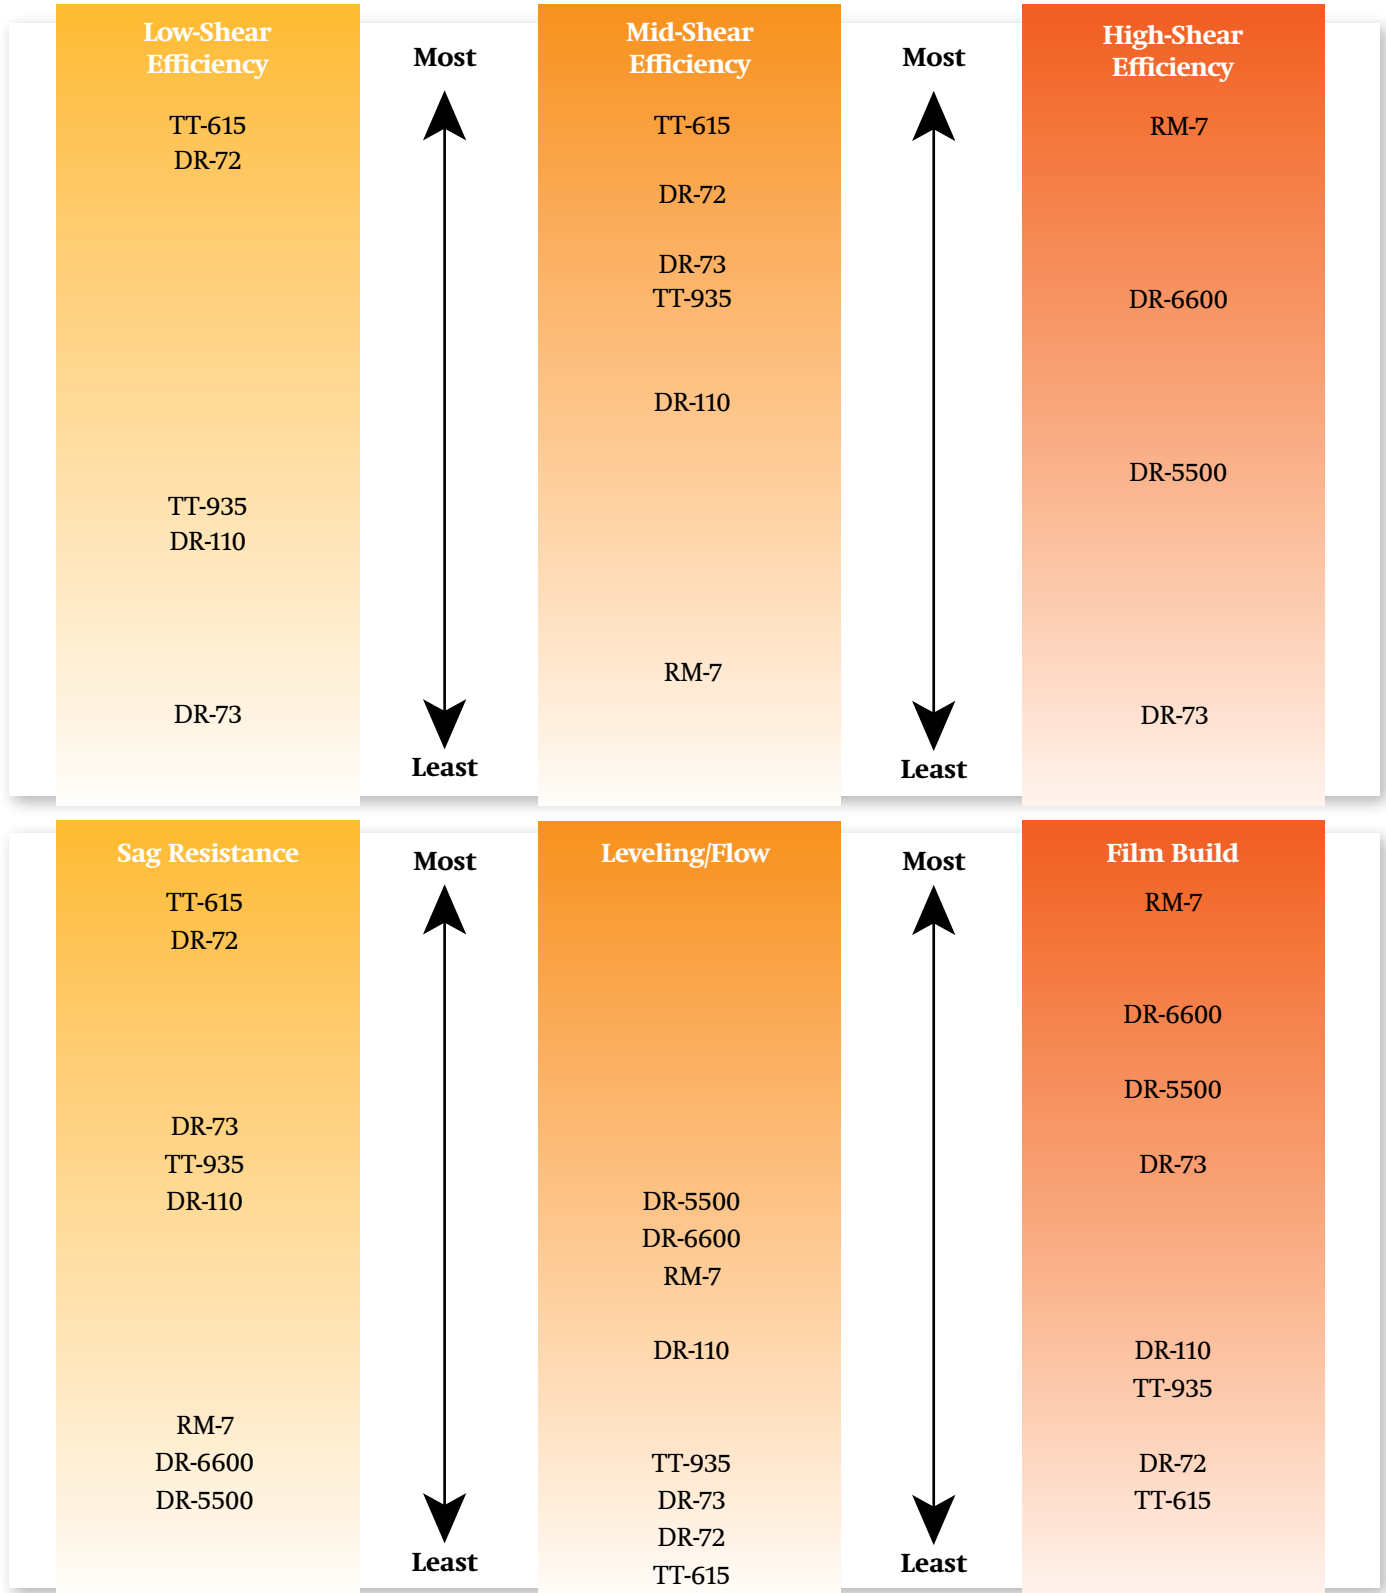 Low-Shear
Efficiency
TT-615
DR-72
TT-935
DR-110
DR-73
Most
Least
Mid-Shear
Efficiency
TT-615
DR-72
DR-73
TT-935
DR-110
RM-7
Most
Least
High-Shear
Efficiency
RM-7
DR-6600
DR-5500
DR-73
Sag Resistance
TT-615
DR-72
DR-73
TT-935
DR-110
RM-7
DR-6600
DR-5500
Most
Least
Leveling/Flow
DR-5500
DR-6600
RM-7
DR-110
TT-935
DR-73
DR-72
TT-615
Most
Least
Film Build
RM-7
DR-6600
DR-5500
DR-73
DR-110
TT-935
DR-72
TT-615